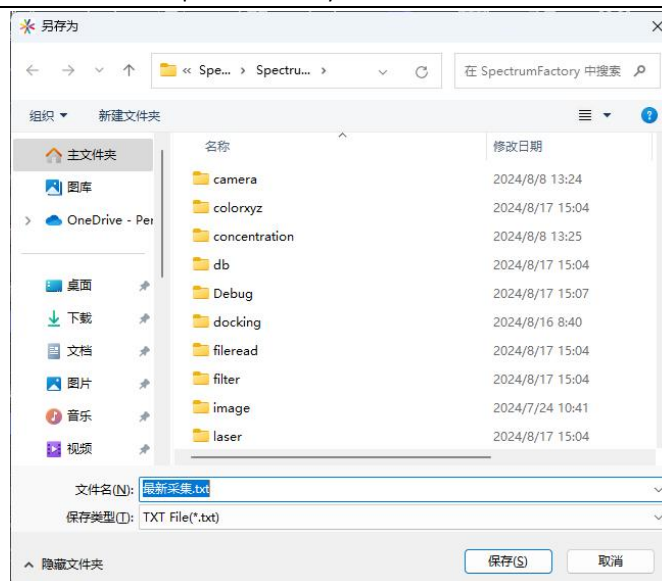 另存为
« Spe... › Spectru... ›
在 SpectrumFactory 中搜索
组织 新建文件夹
名称 修改日期
主文件夹
图库
OneDrive - Per
桌面
下载
文档
图片
音乐
视频
camera 2024/8/8 13:24
colorxyz 2024/8/17 15:04
concentration 2024/8/8 13:25
db 2024/8/17 15:04
Debug 2024/8/17 15:07
docking 2024/8/16 8:40
fileread 2024/8/17 15:04
filter 2024/8/17 15:04
image 2024/7/24 10:41
laser 2024/8/17 15:04
文件名(N): 最新采集.txt
保存类型(T): TXT File(*.txt)
隐藏文件夹 保存(S) 取消